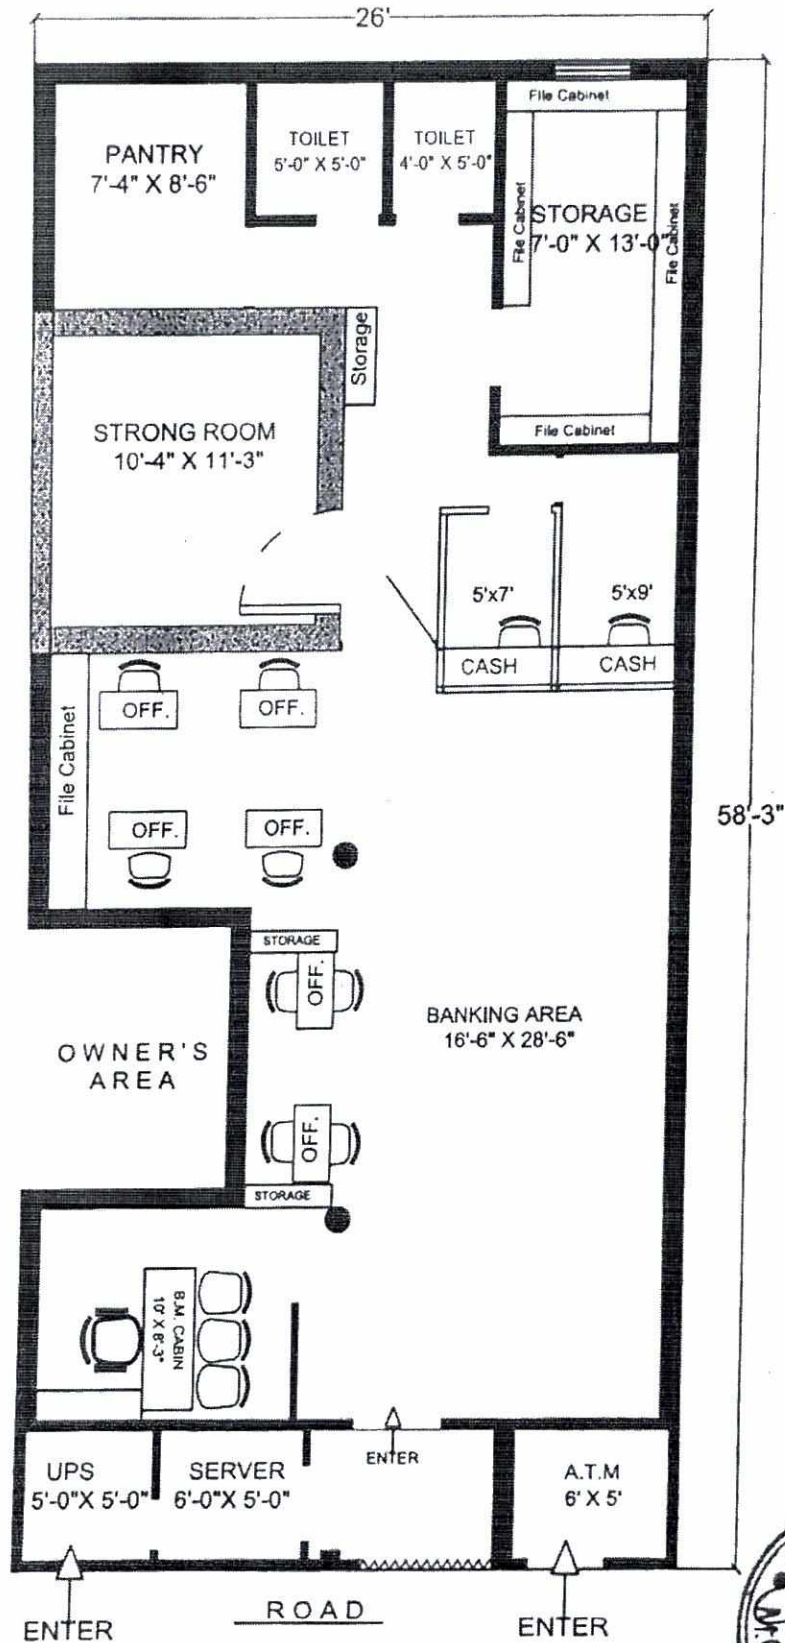 26'
PANTRY
7'-4" X 8'-6"
TOILET
5'-0" X 5'-0"
TOILET
4'-0" X 5'-0"
File Cabinet
File Cabinet
STORAGE
7'-0" X 13'-0"
File Cabinet
File Cabinet
Storage
STRONG ROOM
10'-4" X 11'-3"
5'x7'
5'x9'
CASH
CASH
File Cabinet
OFF.
OFF.
OFF.
OFF.
58'-3"
STORAGE
OFF.
BANKING AREA
16'-6" X 28'-6"
OWNER'S
AREA
OFF.
STORAGE
B.M. CABIN
10' X 8'-3"
ENTER
UPS
5'-0"X 5'-0"
SERVER
6'-0"X 5'-0"
A.T.M
6' X 5'
ENTER
ROAD
ENTER